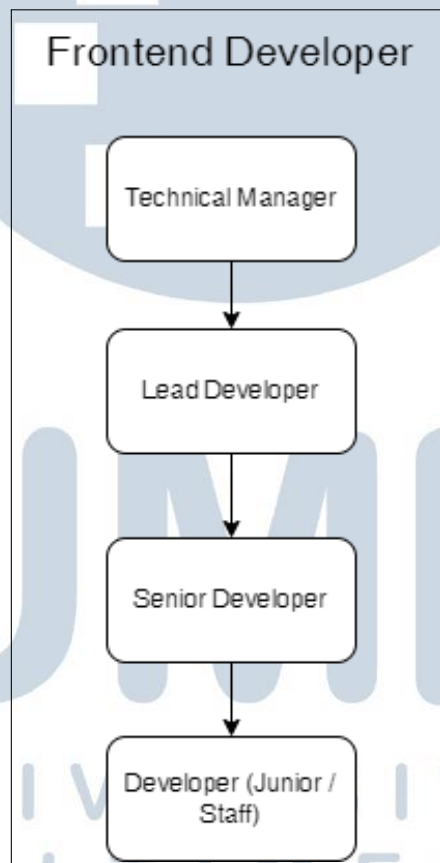 Frontend Developer
Technical Manager
Lead Developer
Senior Developer
Developer (Junior /
Staff)